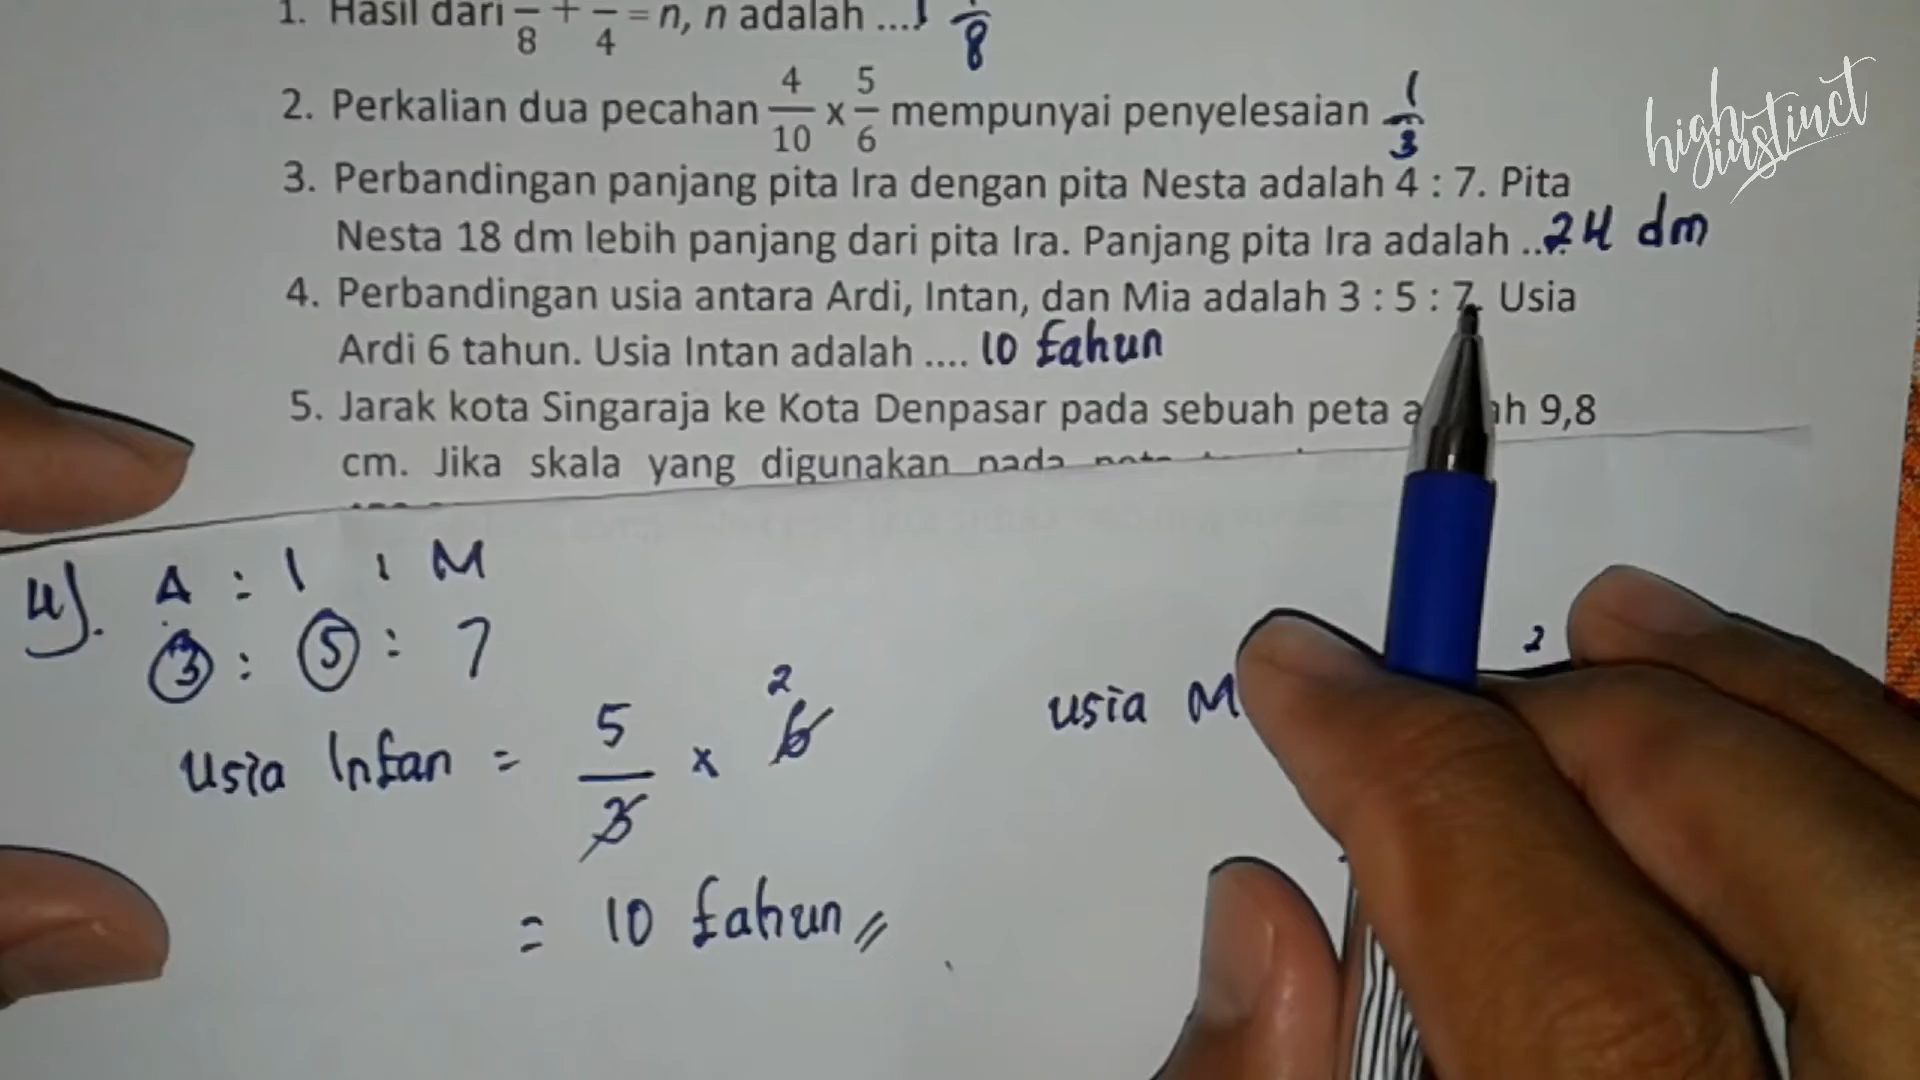 1. Hasil dari /8 + /4 = n, n adalah .... /8
2. Perkalian dua pecahan 4/10 x 5/6 mempunyai penyelesaian 1/3
3. Perbandingan panjang pita Ira dengan pita Nesta adalah 4 : 7. Pita
Nesta 18 dm lebih panjang dari pita Ira. Panjang pita Ira adalah .... 24 dm
4. Perbandingan usia antara Ardi, Intan, dan Mia adalah 3 : 5 : 7. Usia
Ardi 6 tahun. Usia Intan adalah .... 10 tahun
5. Jarak kota Singaraja ke Kota Denpasar pada sebuah peta 9,8
cm. Jika skala yang digunakan pada
high instinct
4). A : I : M
3 : 5 : 7
usia Intan = 5/3 x 6 2
= 10 tahun //
usia M
2